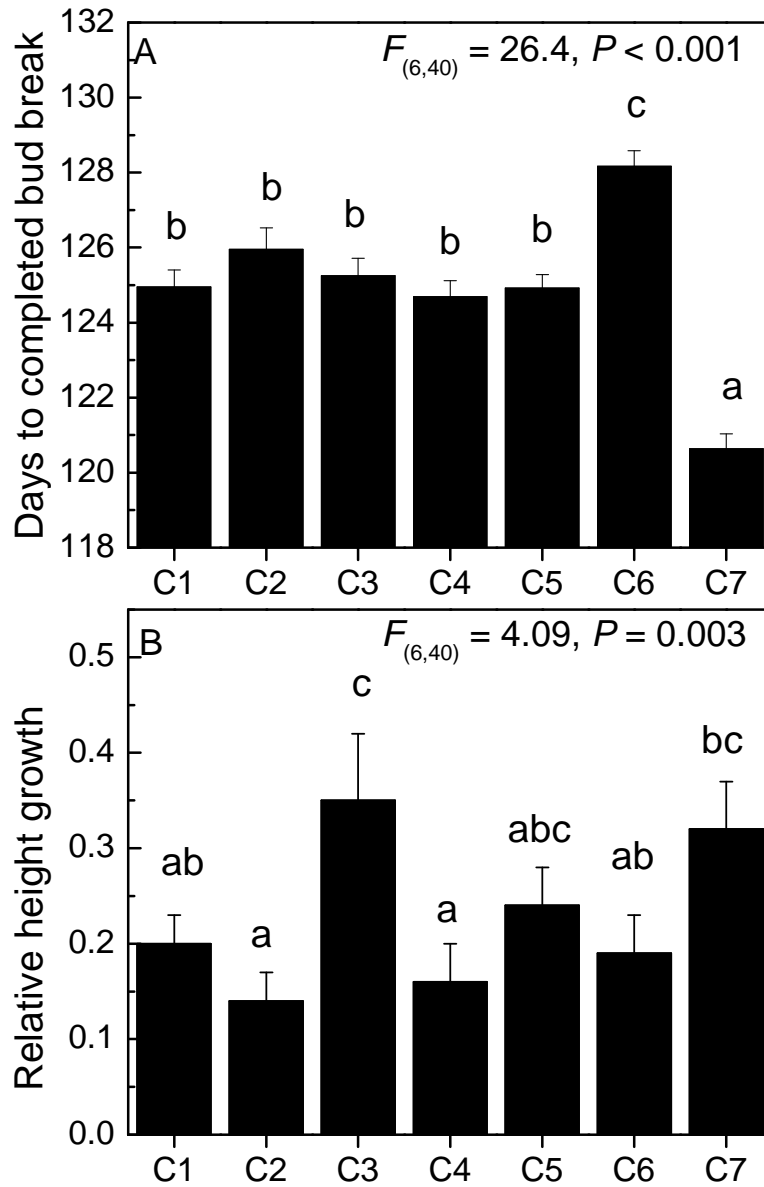 132
A
F(6,40) = 26.4, P < 0.001
130
c
128
b
b
b
b
b
126
124
122
a
120
118
Days to completed bud break
C1 C2 C3 C4 C5 C6 C7
B
F(6,40) = 4.09, P = 0.003
0.5
c
bc
0.4
ab
a
a
abc
ab
0.3
0.2
0.1
0.0
Relative height growth
C1 C2 C3 C4 C5 C6 C7